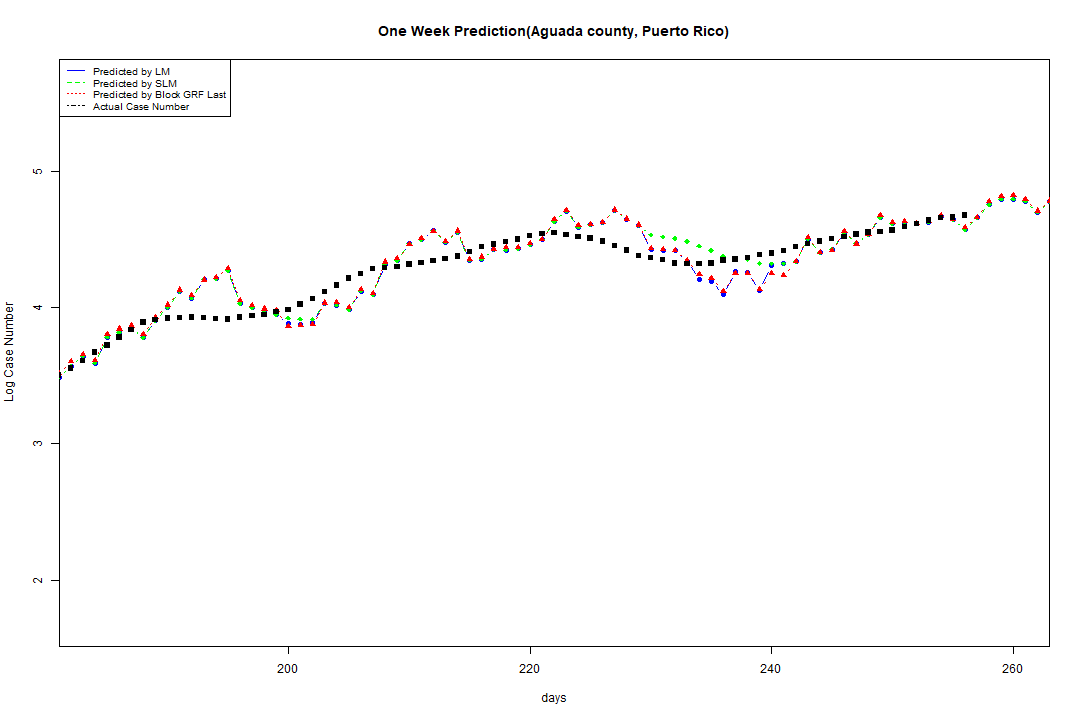 One Week Prediction(Aguada county, Puerto Rico)
Predicted by LM
Predicted by SLM
Predicted by Block GRF Last
Actual Case Number
5
4
3
2
Log Case Number
200 220 240 260
days